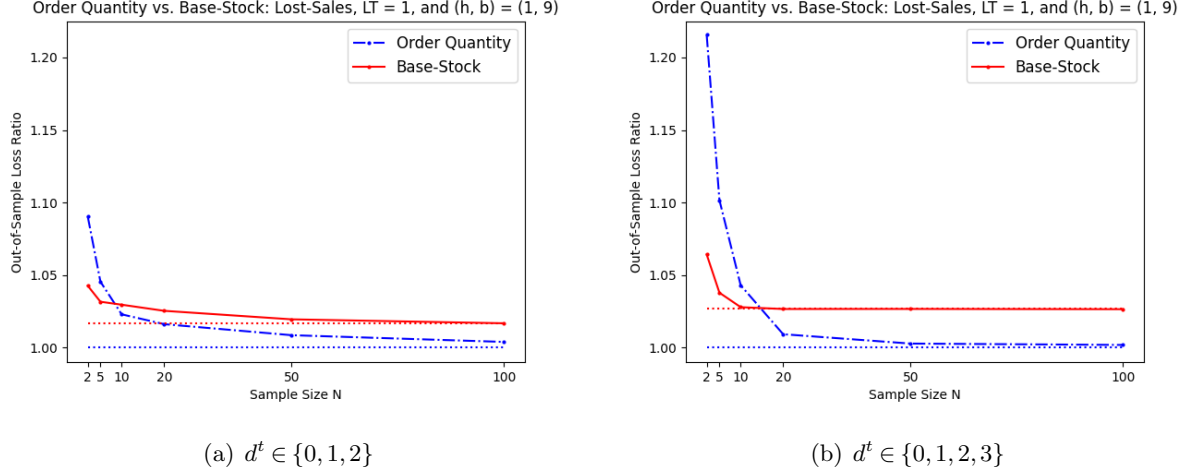 Order Quantity vs. Base-Stock: Lost-Sales, LT = 1, and (h, b) = (1, 9)
Order Quantity
Base-Stock
Out-of-Sample Loss Ratio
1.20
1.15
1.10
1.05
1.00
2 5 10 20 50 100
Sample Size N
(a) d^t ∈ {0, 1, 2}
Order Quantity vs. Base-Stock: Lost-Sales, LT = 1, and (h, b) = (1, 9)
Order Quantity
Base-Stock
Out-of-Sample Loss Ratio
1.20
1.15
1.10
1.05
1.00
2 5 10 20 50 100
Sample Size N
(b) d^t ∈ {0, 1, 2, 3}